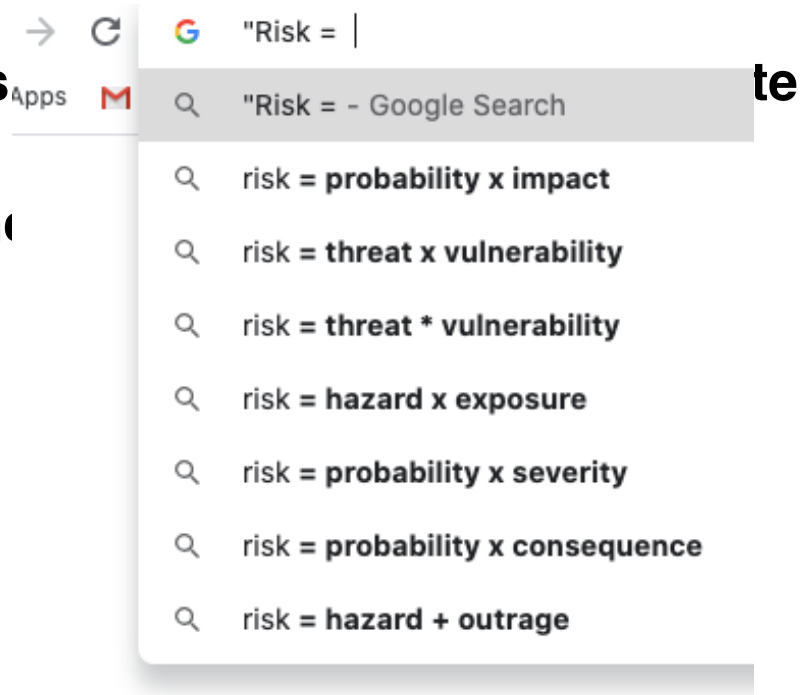 "Risk =
s
te
Apps
"Risk = - Google Search
risk = probability x impact
risk = threat x vulnerability
risk = threat * vulnerability
risk = hazard x exposure
risk = probability x severity
risk = probability x consequence
risk = hazard + outrage